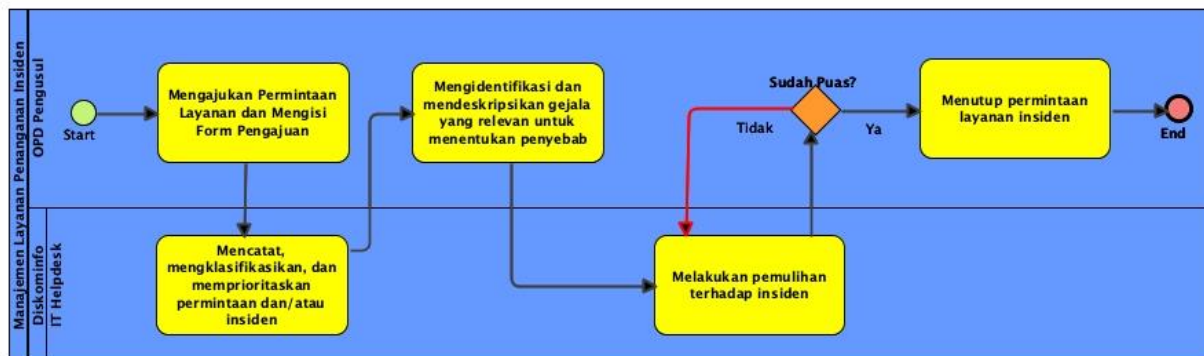 Manajemen Layanan Penanganan Insiden
OPD Pengusul
Start
Mengajukan Permintaan
Layanan dan Mengisi
Form Pengajuan
Mengidentifikasi dan
mendeskripsikan gejala
yang relevan untuk
menentukan penyebab
Sudah Puas?
Tidak
Ya
Menutup permintaan
layanan insiden
End
Diskominfo
IT Helpdesk
Mencatat,
mengklasifikasikan, dan
memprioritaskan
permintaan dan/atau
insiden
Melakukan pemulihan
terhadap insiden